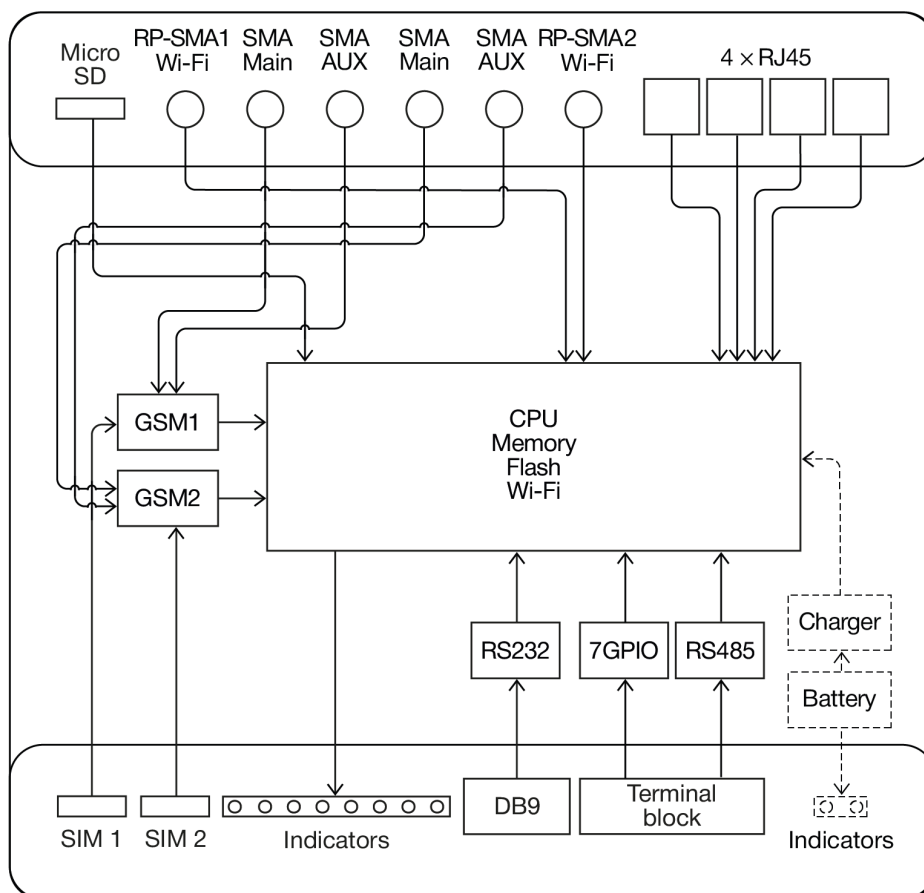 Micro
SD
RP-SMA1
Wi-Fi
SMA
Main
SMA
AUX
SMA
Main
SMA
AUX
RP-SMA2
Wi-Fi
4 × RJ45
GSM1
GSM2
CPU
Memory
Flash
Wi-Fi
RS232
7GPIO
RS485
Charger
Battery
SIM 1
SIM 2
Indicators
DB9
Terminal
block
Indicators